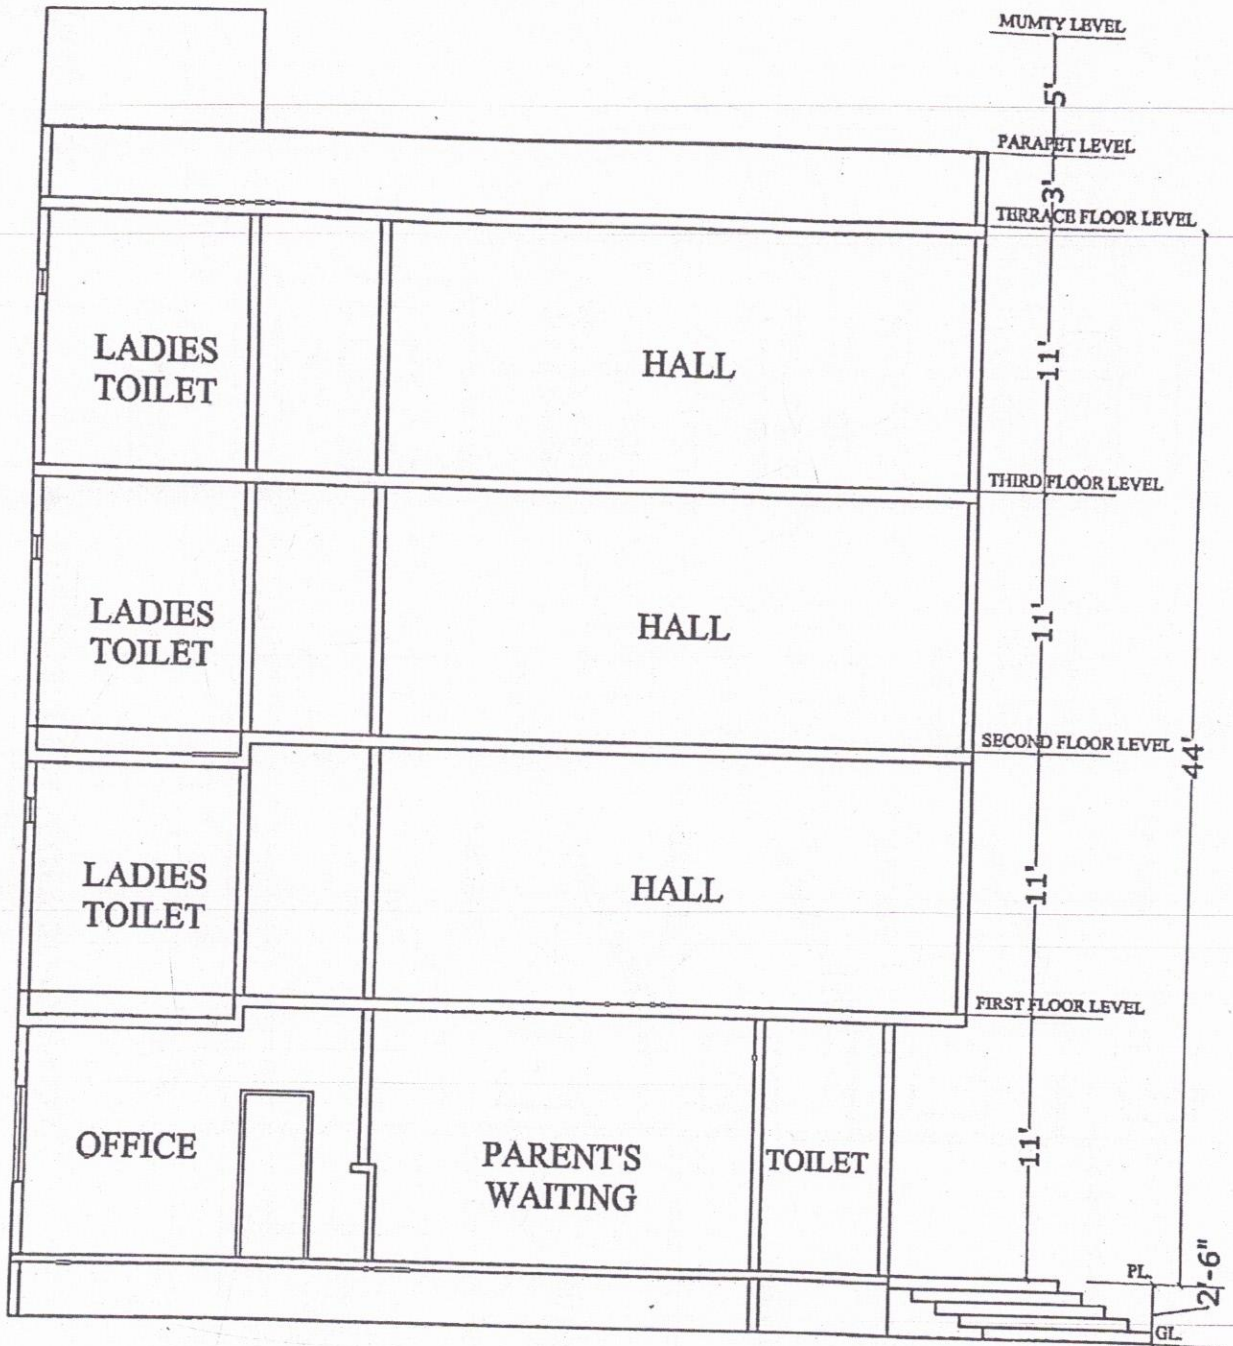 MUMTY LEVEL
5'
PARAPET LEVEL
3'
TERRACE FLOOR LEVEL
LADIES
TOILET
HALL
11'
THIRD FLOOR LEVEL
LADIES
TOILET
HALL
11'
SECOND FLOOR LEVEL
44'
LADIES
TOILET
HALL
11'
FIRST FLOOR LEVEL
OFFICE
PARENT'S
WAITING
TOILET
11'
PL.
2'-6"
GL.